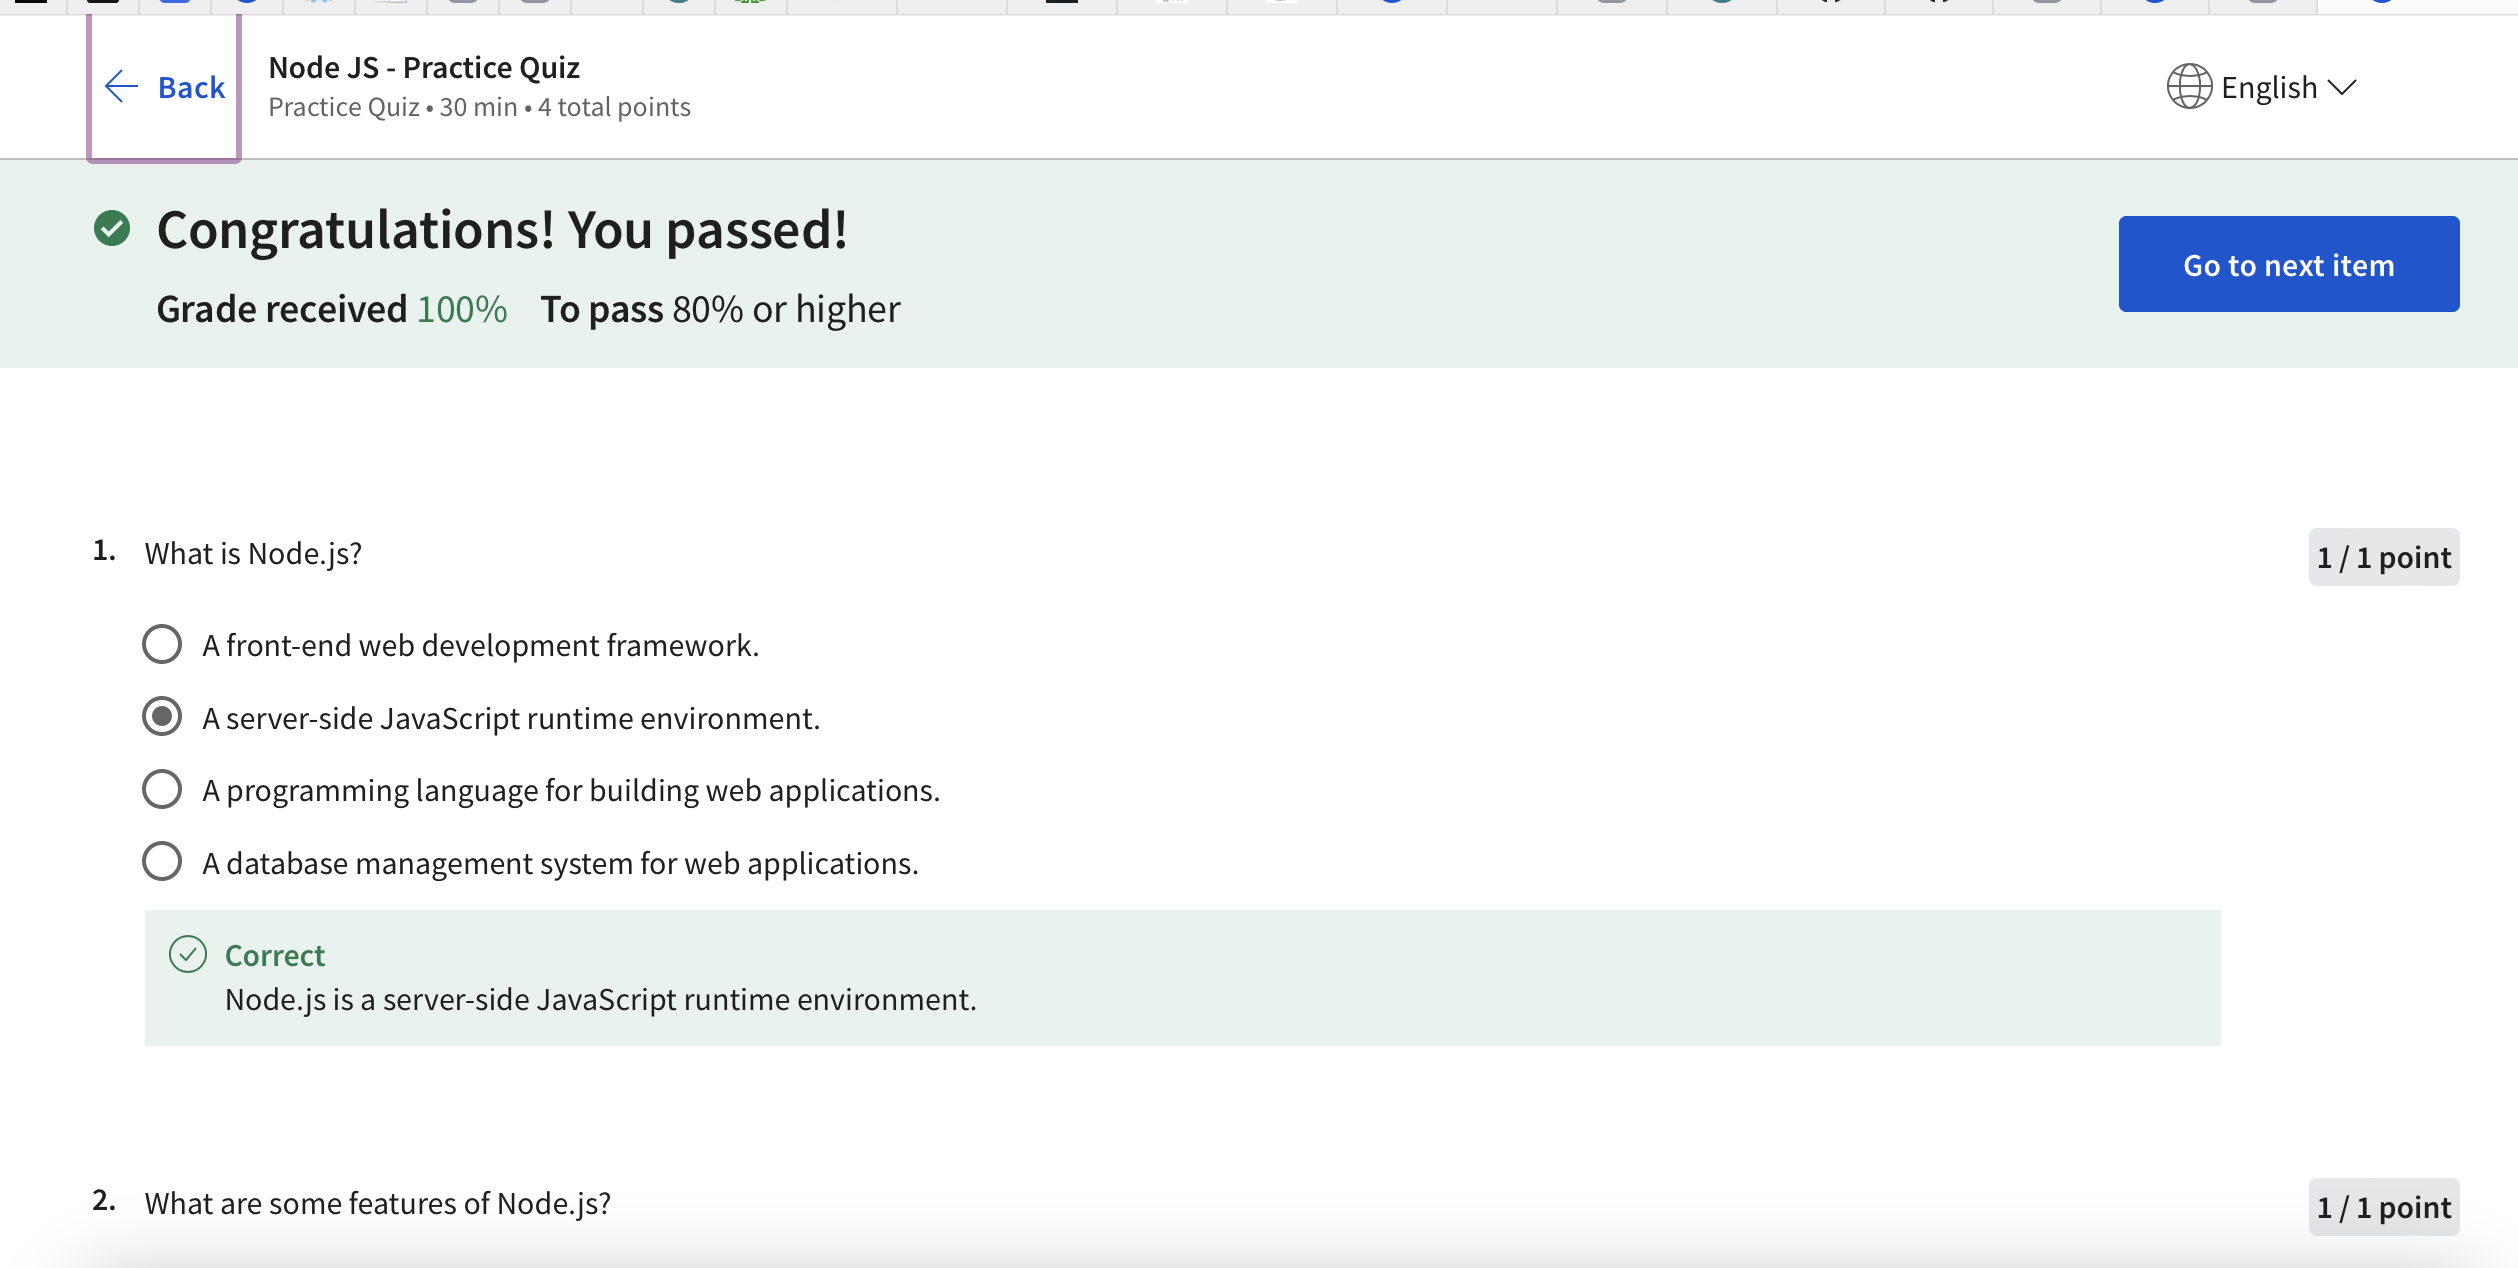 Back
Node JS - Practice Quiz
Practice Quiz • 30 min • 4 total points
English
Congratulations! You passed!
Grade received 100% To pass 80% or higher
Go to next item
1. What is Node.js?
1 / 1 point
A front-end web development framework.
A server-side JavaScript runtime environment.
A programming language for building web applications.
A database management system for web applications.
Correct
Node.js is a server-side JavaScript runtime environment.
2. What are some features of Node.js?
1 / 1 point